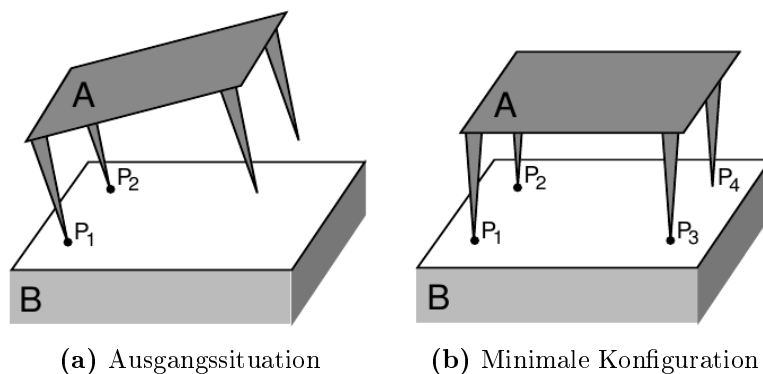 A
P2
P1
B
(a) Ausgangssituation
A
P2
P4
P1
P3
B
(b) Minimale Konfiguration